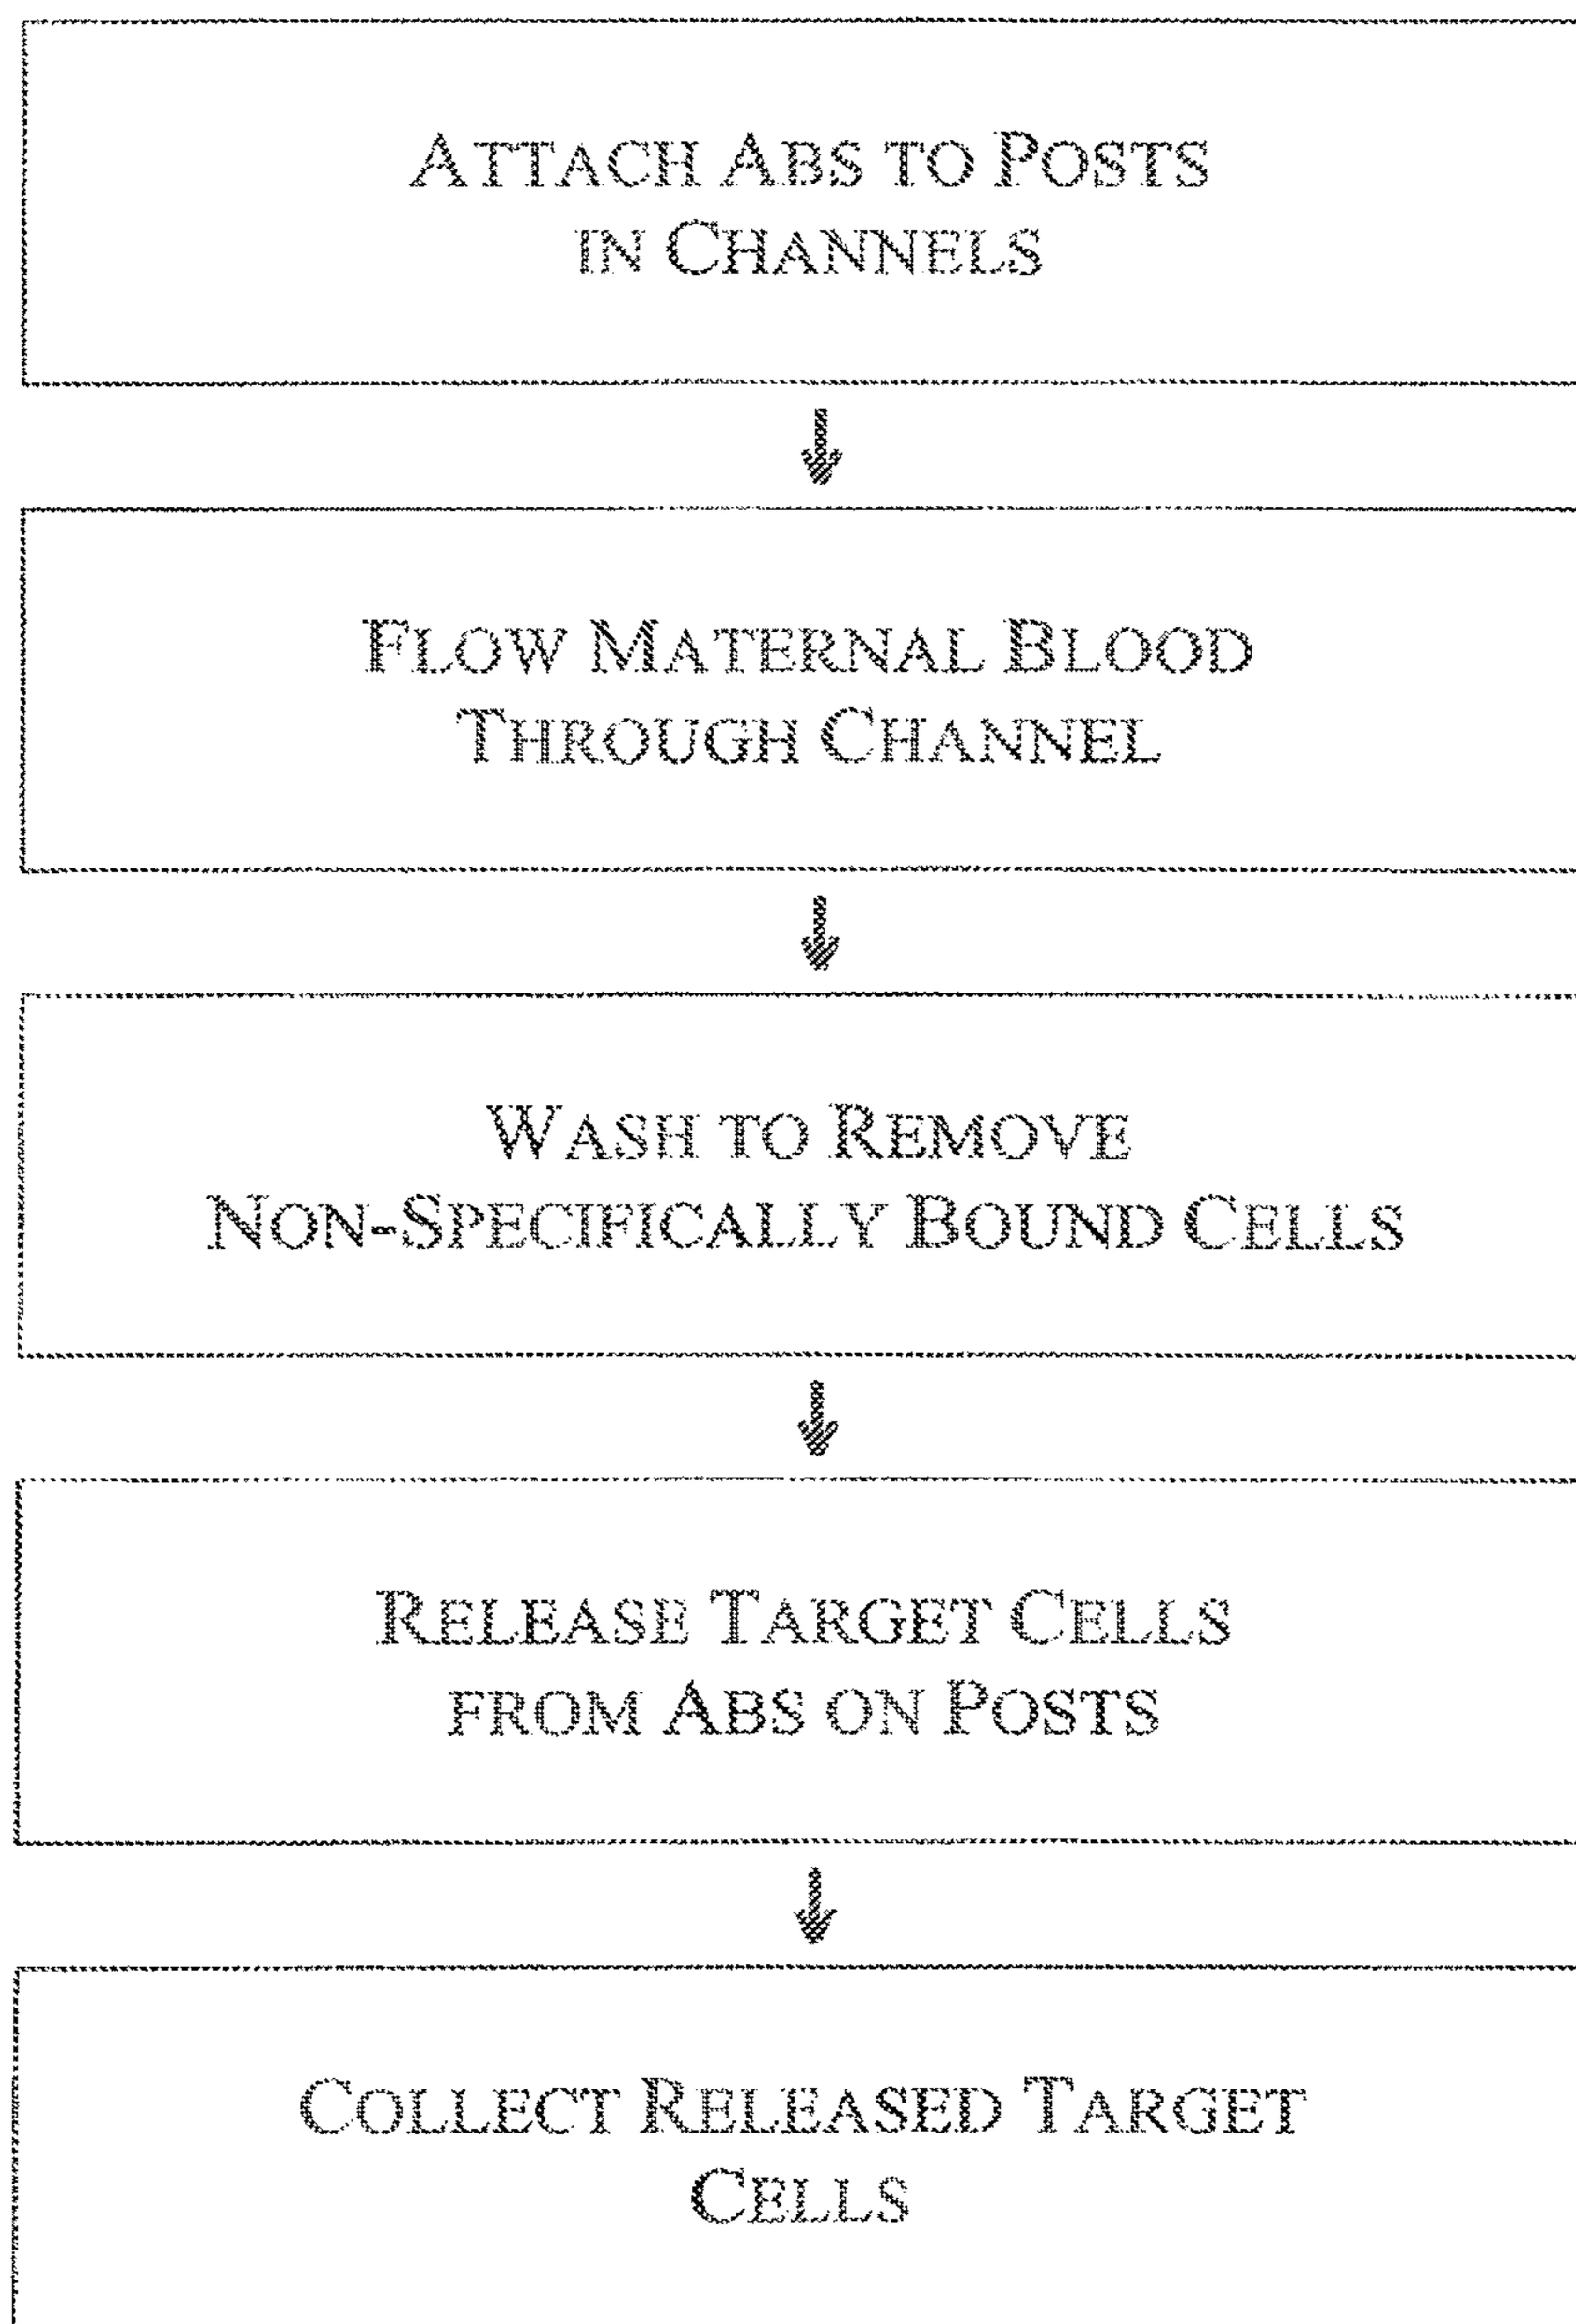 ATTACH ABS TO POSTS
IN CHANNELS
FLOW MATERNAL BLOOD
THROUGH CHANNEL
WASH TO REMOVE
NON-SPECIFICALLY BOUND CELLS
RELEASE TARGET CELLS
FROM ABS ON POSTS
COLLECT RELEASED TARGET
CELLS